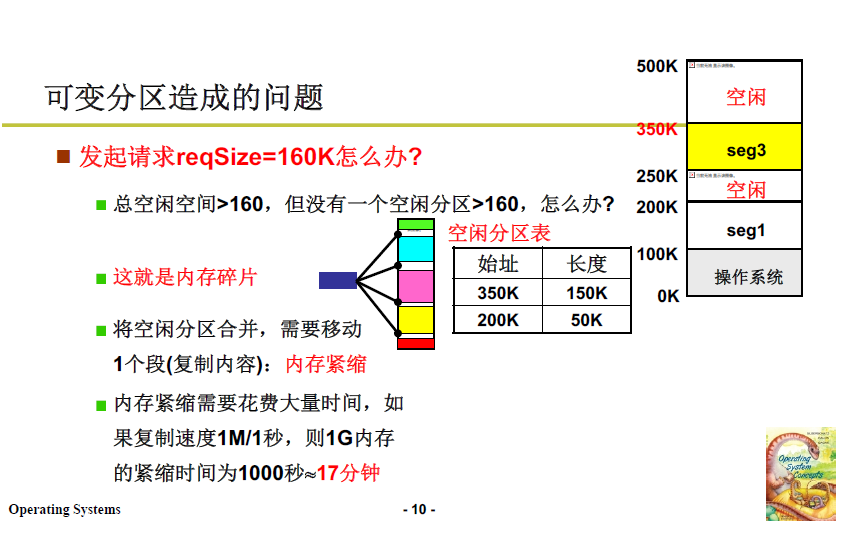 可变分区造成的问题
发起请求reqSize=160K怎么办?
总空闲空间>160，但没有一个空闲分区>160，怎么办?
这就是内存碎片
将空闲分区合并，需要移动
1个段(复制内容)：内存紧缩
内存紧缩需要花费大量时间，如
果复制速度1M/1秒，则1G内存
的紧缩时间为1000秒≈17分钟
空闲分区表
始址 长度
350K 150K
200K 50K
500K
空闲
350K
seg3
250K
空闲
200K
seg1
100K
操作系统
0K
Operating
System
Concepts
Operating Systems
- 10 -